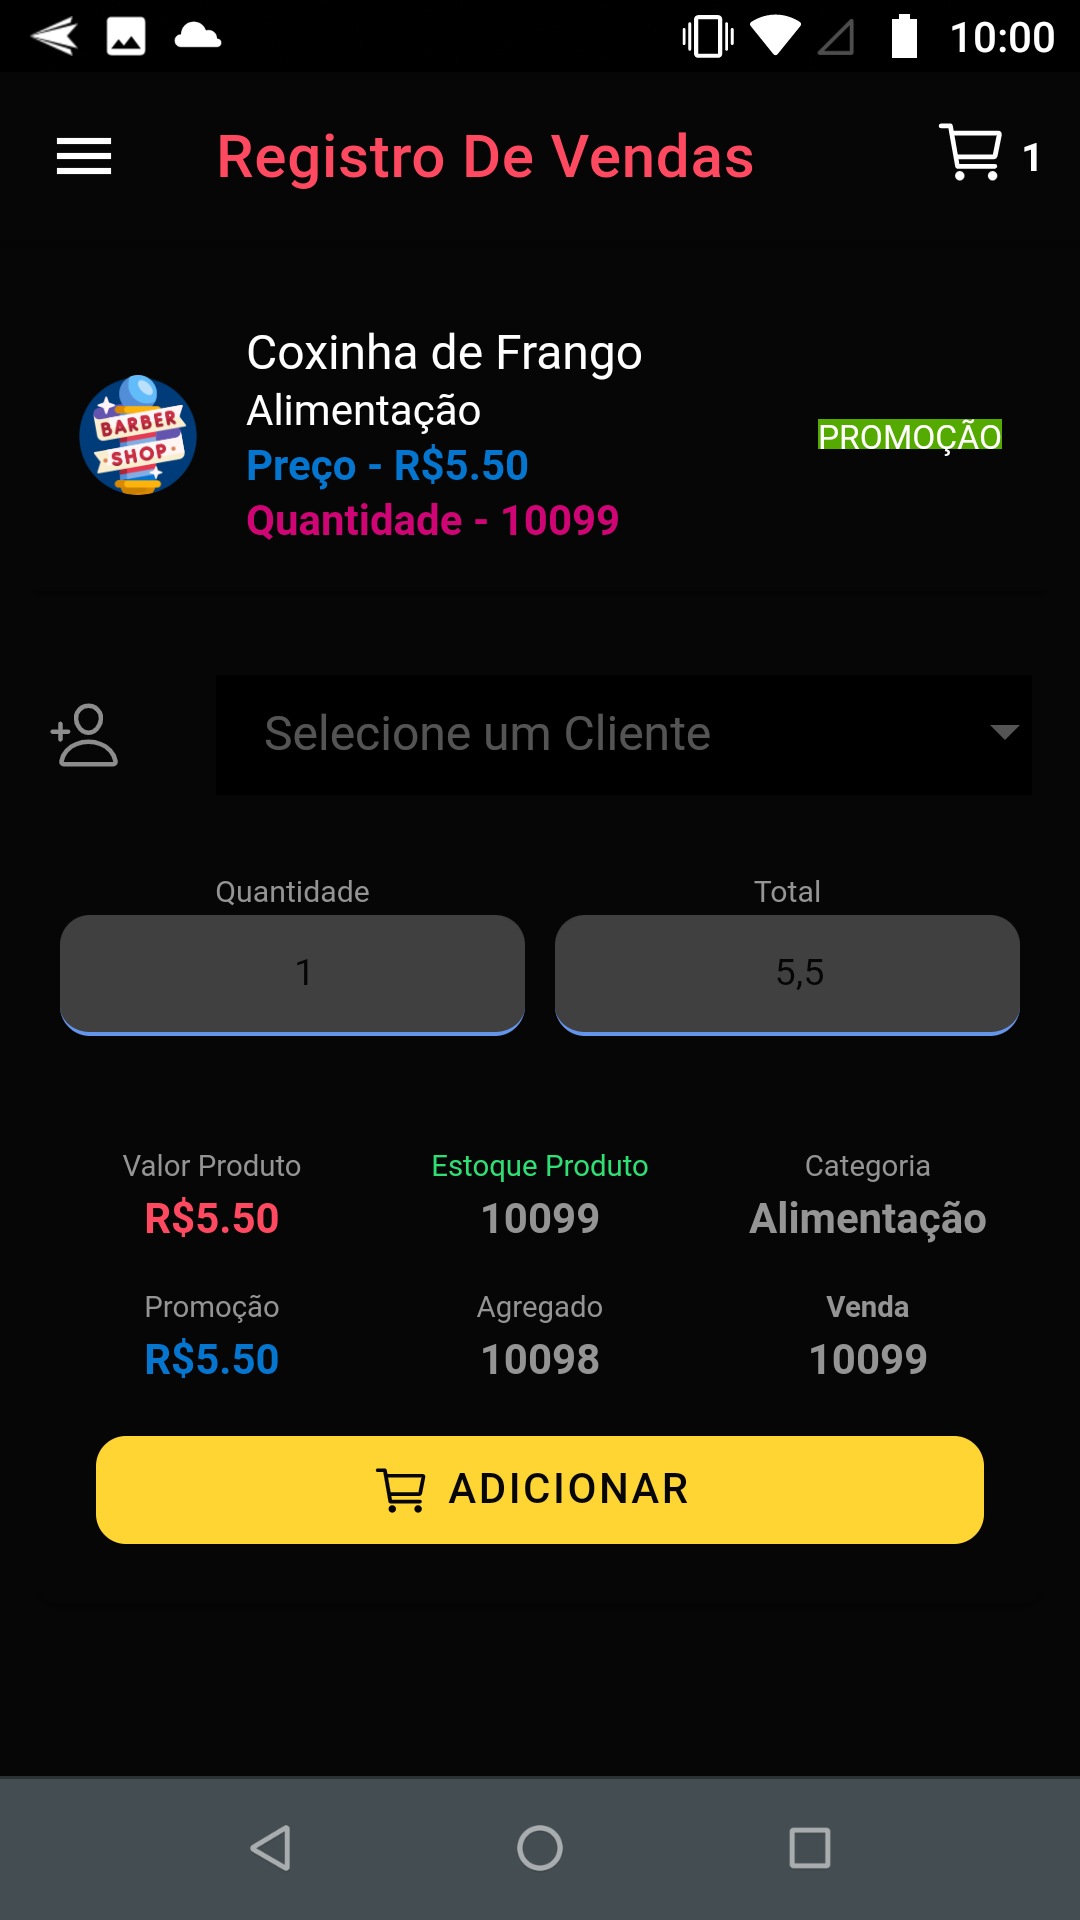 10:00
Registro De Vendas
1
Coxinha de Frango
Alimentação
Preço - R$5.50
Quantidade - 10099
BARBER
SHOP
PROMOÇÃO
Selecione um Cliente
Quantidade Total
1 5,5
Valor Produto Estoque Produto Categoria
R$5.50 10099 Alimentação
Promoção Agregado Venda
R$5.50 10098 10099
ADICIONAR